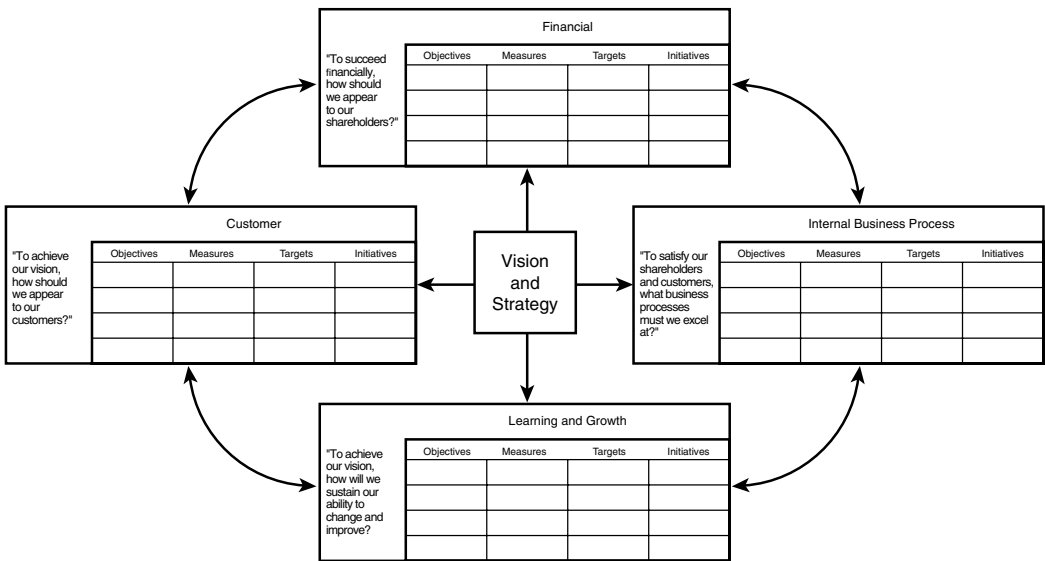 Financial
"To succeed
financially,
how should
we appear
to our
shareholders?"
Objectives Measures Targets Initiatives
Customer
"To achieve
our vision,
how should
we appear
to our
customers?"
Objectives Measures Targets Initiatives
Vision
and
Strategy
Internal Business Process
"To satisfy our
shareholders
and customers,
what business
processes
must we excel
at?"
Objectives Measures Targets Initiatives
Learning and Growth
"To achieve
our vision,
how will we
sustain our
ability to
change and
improve?
Objectives Measures Targets Initiatives